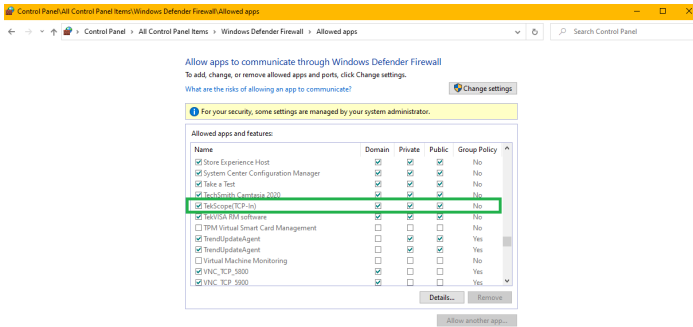 Control Panel\All Control Panel Items\Windows Defender Firewall\Allowed apps
Control Panel › All Control Panel Items › Windows Defender Firewall › Allowed apps
Search Control Panel
Allow apps to communicate through Windows Defender Firewall
To add, change, or remove allowed apps and ports, click Change settings.
What are the risks of allowing an app to communicate?
Change settings
For your security, some settings are managed by your system administrator.
Allowed apps and features:
Name Domain Private Public Group Policy
Store Experience Host No
System Center Configuration Manager No
Take a Test No
TechSmith Camtasia 2020 No
TekScope(TCP-In) No
TekVISA RM software No
TPM Virtual Smart Card Management No
TrendUpdateAgent Yes
TrendUpdateAgent Yes
Virtual Machine Monitoring No
VNC_TCP_5800 Yes
VNC_TCP_5900 Yes
Details... Remove
Allow another app...